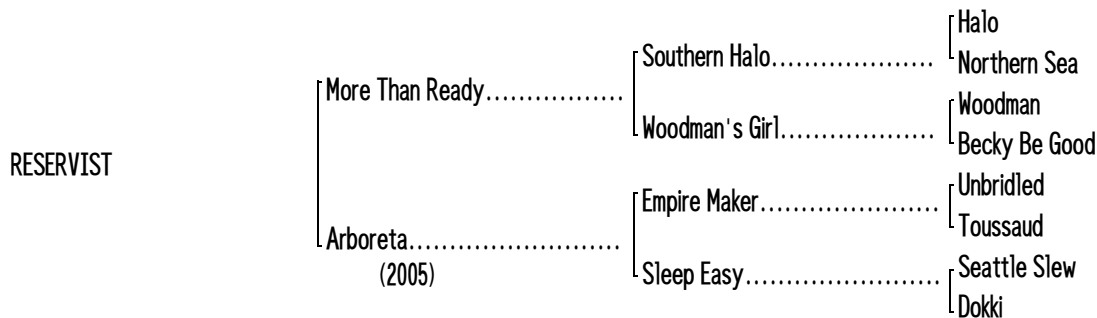 Halo
Southern Halo....................
Northern Sea
More Than Ready.................
Woodman
Woodman's Girl...................
Becky Be Good
RESERVIST
Unbridled
Empire Maker......................
Toussaud
Arboreta..........................
(2005)
Seattle Slew
Sleep Easy........................
Dokki